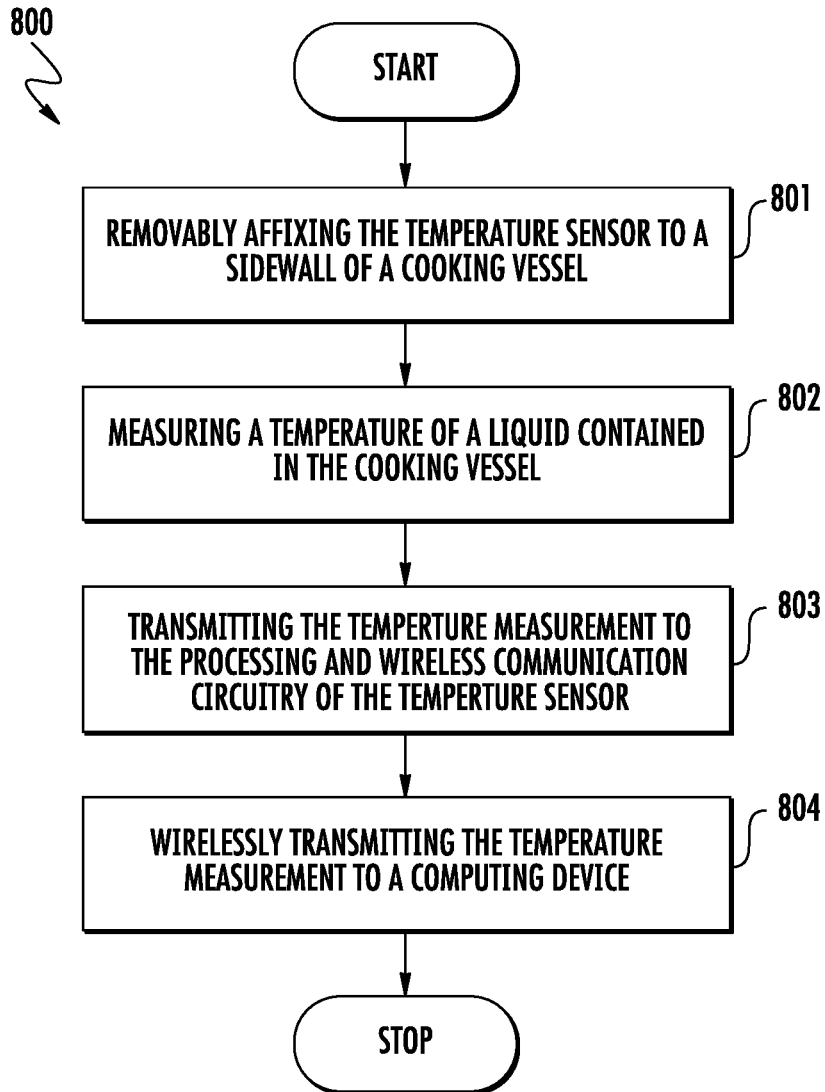 800
START
801
REMOVABLY AFFIXING THE TEMPERATURE SENSOR TO A
SIDEWALL OF A COOKING VESSEL
802
MEASURING A TEMPERATURE OF A LIQUID CONTAINED
IN THE COOKING VESSEL
803
TRANSMITTING THE TEMPERTURE MEASUREMENT TO
THE PROCESSING AND WIRELESS COMMUNICATION
CIRCUITRY OF THE TEMPERTURE SENSOR
804
WIRELESSLY TRANSMITTING THE TEMPERATURE
MEASUREMENT TO A COMPUTING DEVICE
STOP